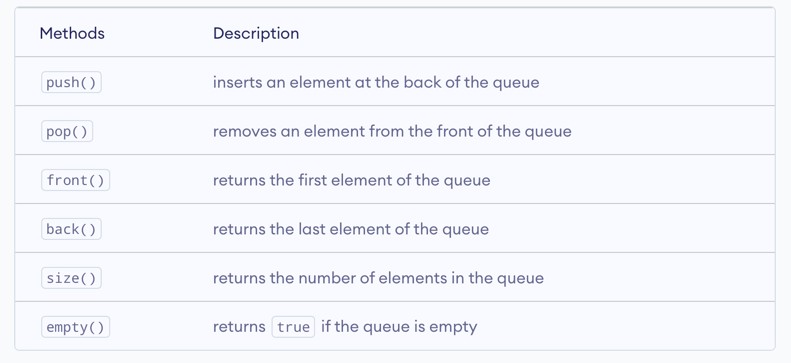 Methods Description
push() inserts an element at the back of the queue
pop() removes an element from the front of the queue
front() returns the first element of the queue
back() returns the last element of the queue
size() returns the number of elements in the queue
empty() returns true if the queue is empty